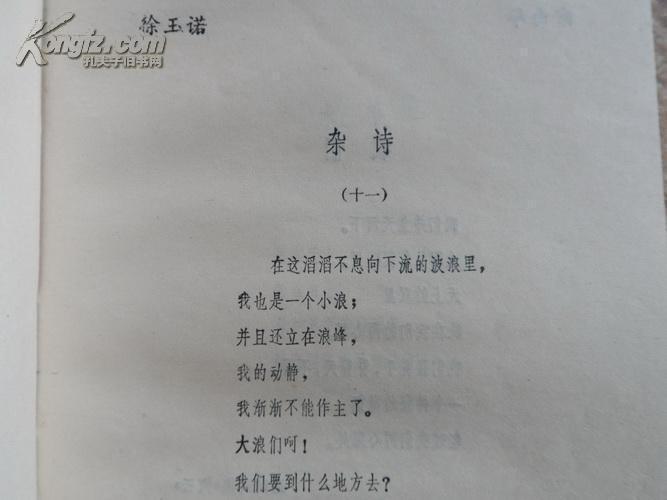 徐玉诺
Kongfz.com
孔夫子旧书网
杂诗
(十一)
在这滔滔不息向下流的波浪里，
我也是一个小浪；
并且还立在浪峰，
我的动静，
我渐渐不能作主了。
大浪们呵！
我们要到什么地方去？